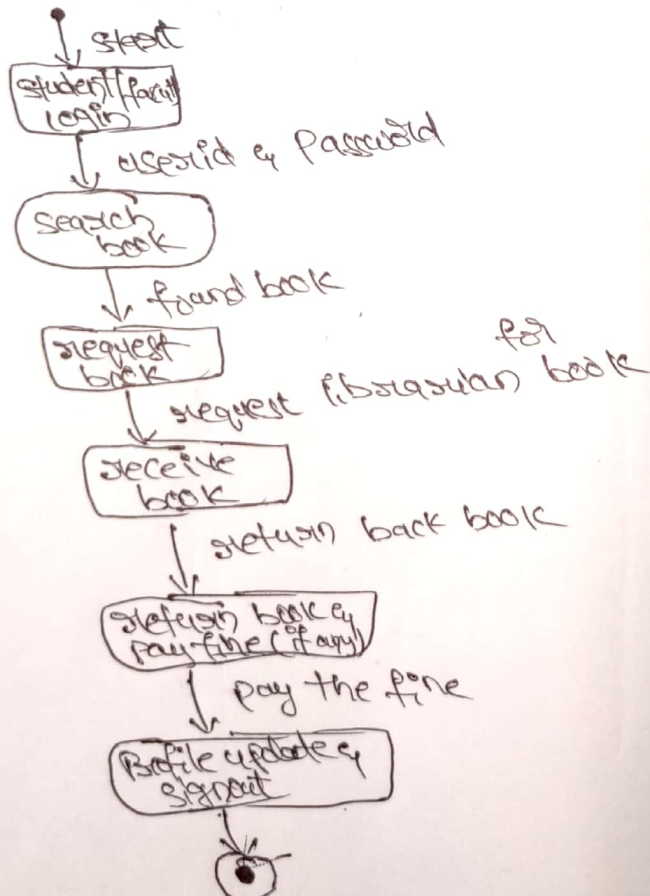 start
student/facult
login
userid & Password
Search
book
found book
request
book
for
request librarian book
receive
book
return back book
return book &
pay fine (if any)
pay the fine
Profile update &
signout